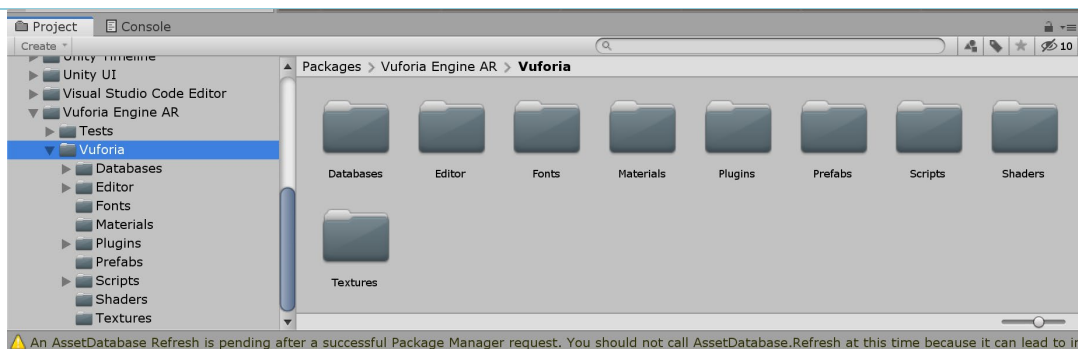 Project
Console
Create
10
Unity Timeline
Unity UI
Visual Studio Code Editor
Vuforia Engine AR
Tests
Vuforia
Databases
Editor
Fonts
Materials
Plugins
Prefabs
Scripts
Shaders
Textures
Packages > Vuforia Engine AR > Vuforia
Databases Editor Fonts Materials Plugins Prefabs Scripts Shaders
Textures
An AssetDatabase Refresh is pending after a successful Package Manager request. You should not call AssetDatabase.Refresh at this time because it can lead to